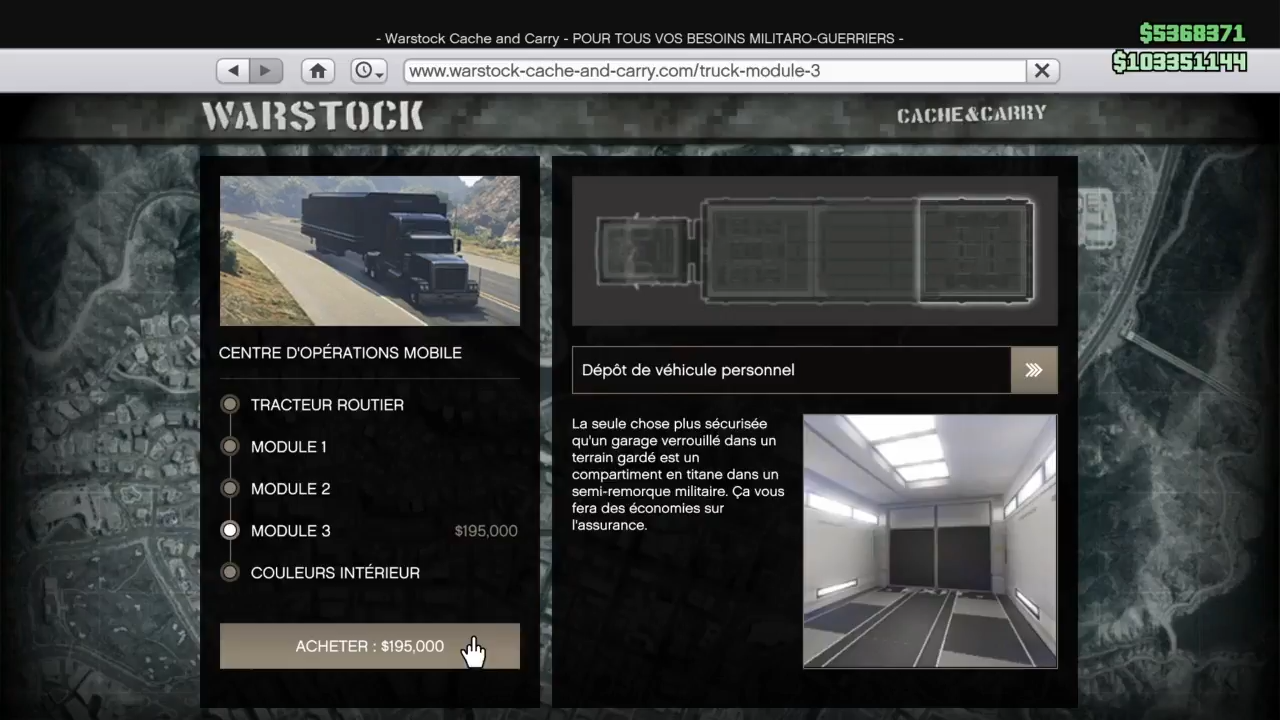 - Warstock Cache and Carry - POUR TOUS VOS BESOINS MILITARO-GUERRIERS -
$5368371
$103351144
www.warstock-cache-and-carry.com/truck-module-3
WARSTOCK
CACHE&CARRY
CENTRE D'OPÉRATIONS MOBILE
TRACTEUR ROUTIER
MODULE 1
MODULE 2
MODULE 3 $195,000
COULEURS INTÉRIEUR
ACHETER : $195,000
Dépôt de véhicule personnel
La seule chose plus sécurisée
qu'un garage verrouillé dans un
terrain gardé est un
compartiment en titane dans un
semi-remorque militaire. Ça vous
fera des économies sur
l'assurance.